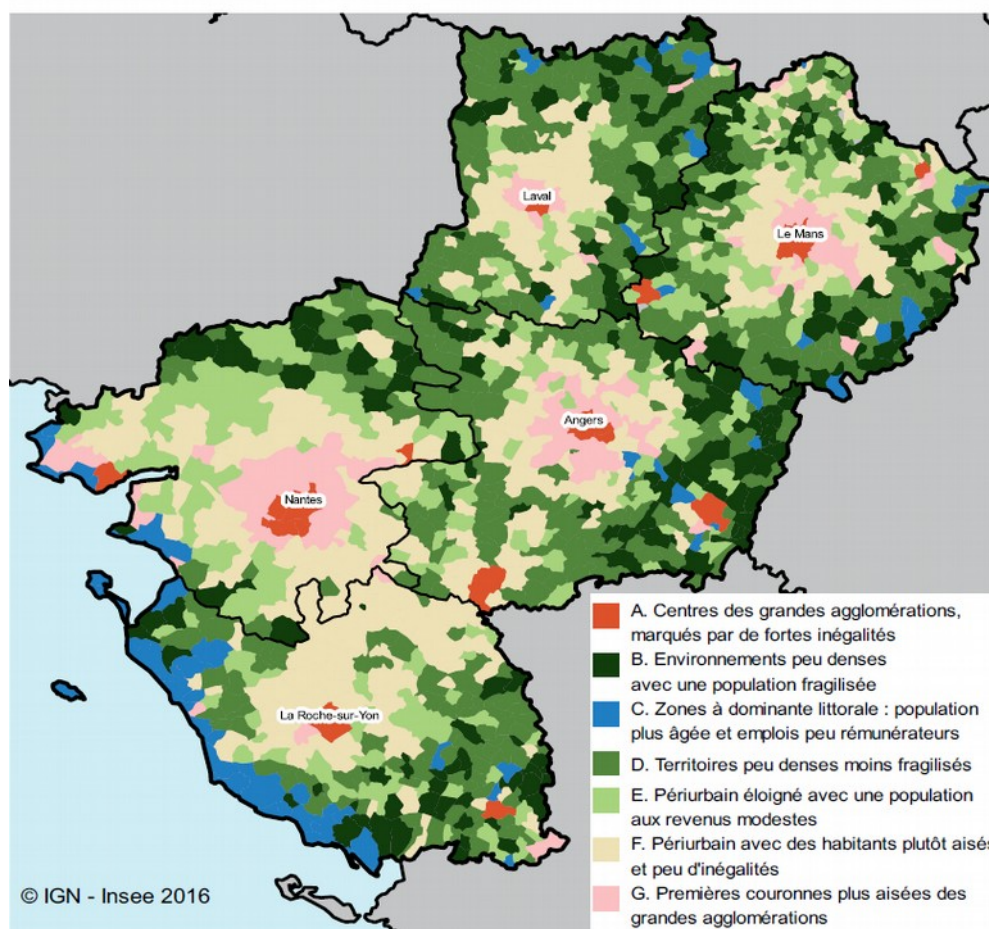 Laval
Le Mans
Angers
Nantes
La Roche-sur-Yon
A. Centres des grandes agglomérations,
marqués par de fortes inégalités
B. Environnements peu denses
avec une population fragilisée
C. Zones à dominante littorale : population
plus âgée et emplois peu rémunérateurs
D. Territoires peu denses moins fragilisés
E. Périurbain éloigné avec une population
aux revenus modestes
F. Périurbain avec des habitants plutôt aisés
et peu d'inégalités
G. Premières couronnes plus aisées des
grandes agglomérations
© IGN - Insee 2016